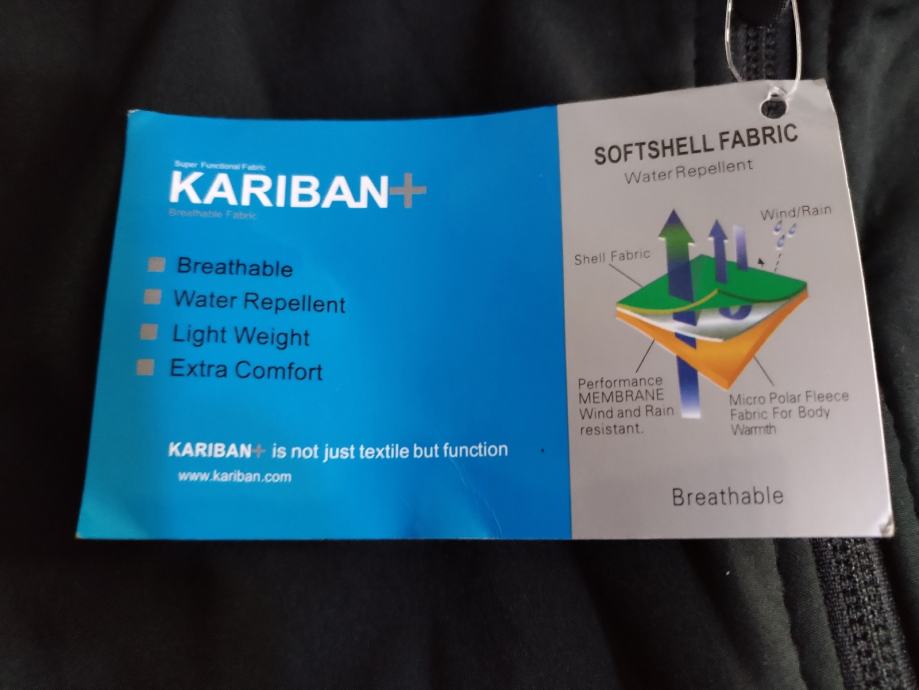 Super Functional Fabric
KARIBAN+
Breathable Fabric
Breathable
Water Repellent
Light Weight
Extra Comfort
KARIBAN+ is not just textile but function
www.kariban.com
SOFTSHELL FABRIC
Water Repellent
Wind/Rain
Shell Fabric
Performance
MEMBRANE
Wind and Rain
resistant.
Micro Polar Fleece
Fabric For Body
Warmth
Breathable